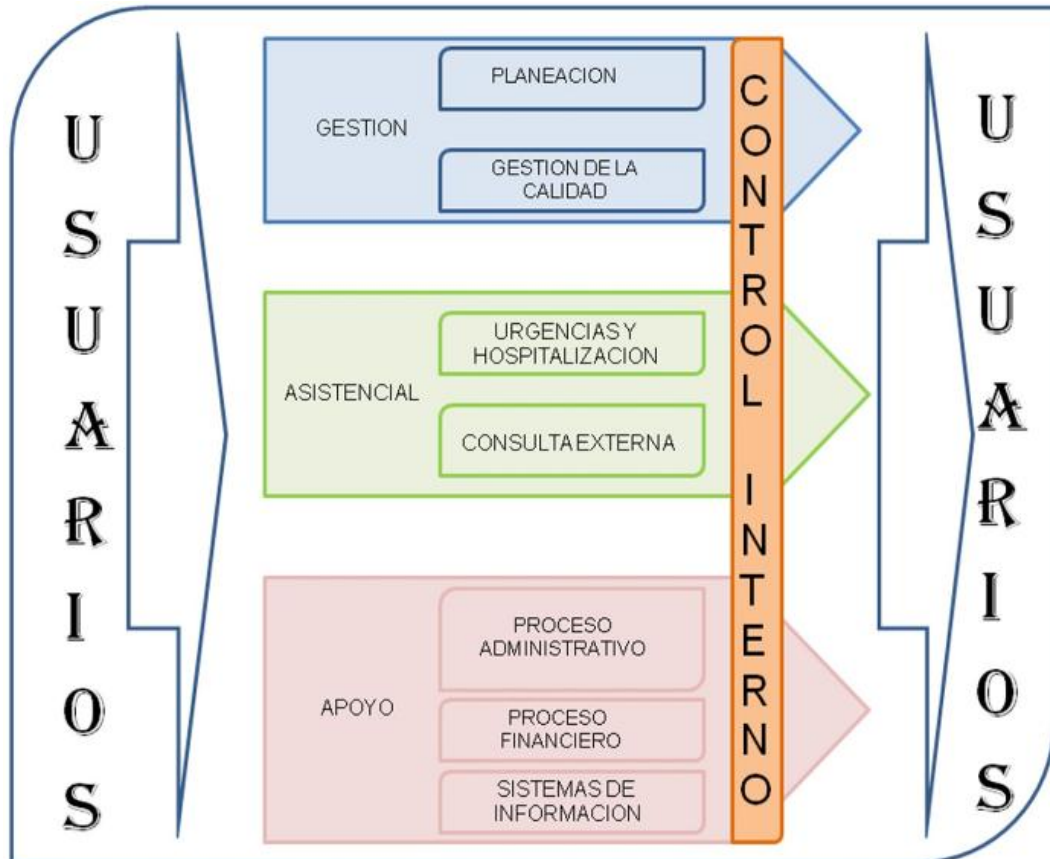 USUARIOS
GESTION
PLANEACION
GESTION DE LA
CALIDAD
ASISTENCIAL
URGENCIAS Y
HOSPITALIZACION
CONSULTA EXTERNA
APOYO
PROCESO
ADMINISTRATIVO
PROCESO
FINANCIERO
SISTEMAS DE
INFORMACION
CONTROL INTERNO
USUARIOS